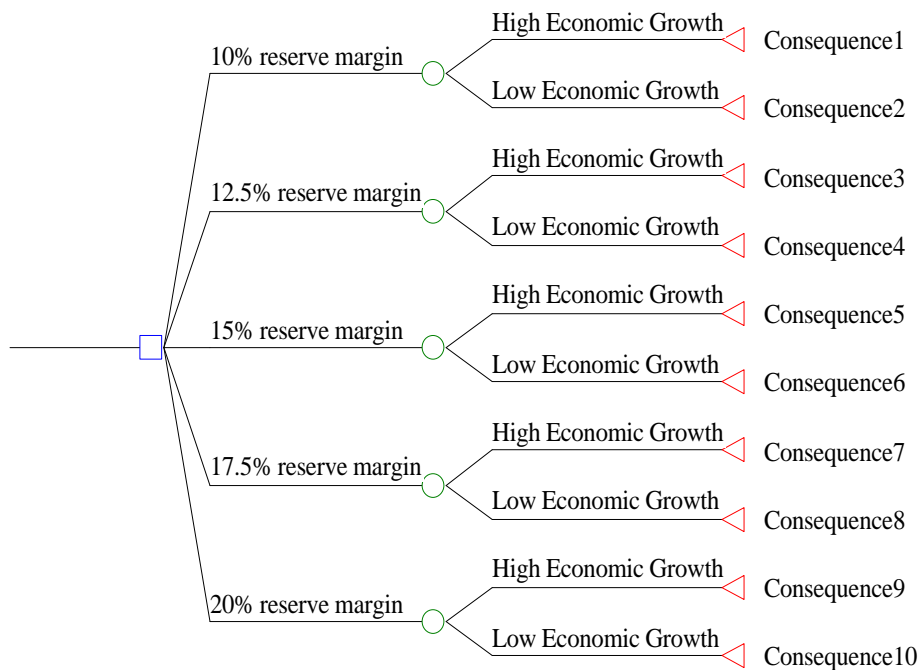 High Economic Growth
Consequence1
10% reserve margin
Low Economic Growth
Consequence2
High Economic Growth
Consequence3
12.5% reserve margin
Low Economic Growth
Consequence4
High Economic Growth
Consequence5
15% reserve margin
Low Economic Growth
Consequence6
High Economic Growth
Consequence7
17.5% reserve margin
Low Economic Growth
Consequence8
High Economic Growth
Consequence9
20% reserve margin
Low Economic Growth
Consequence10